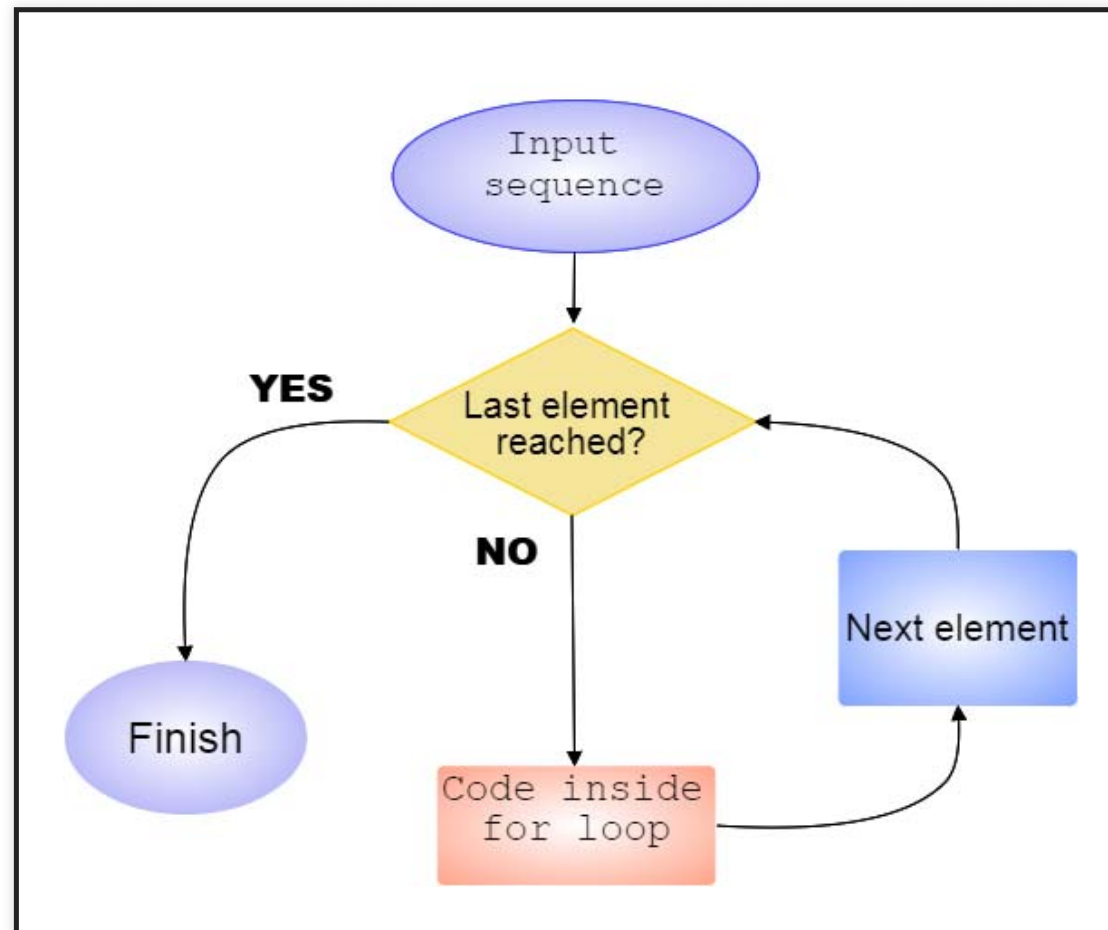 Input
sequence
Last element
reached?
YES
NO
Next element
Finish
Code inside
for loop